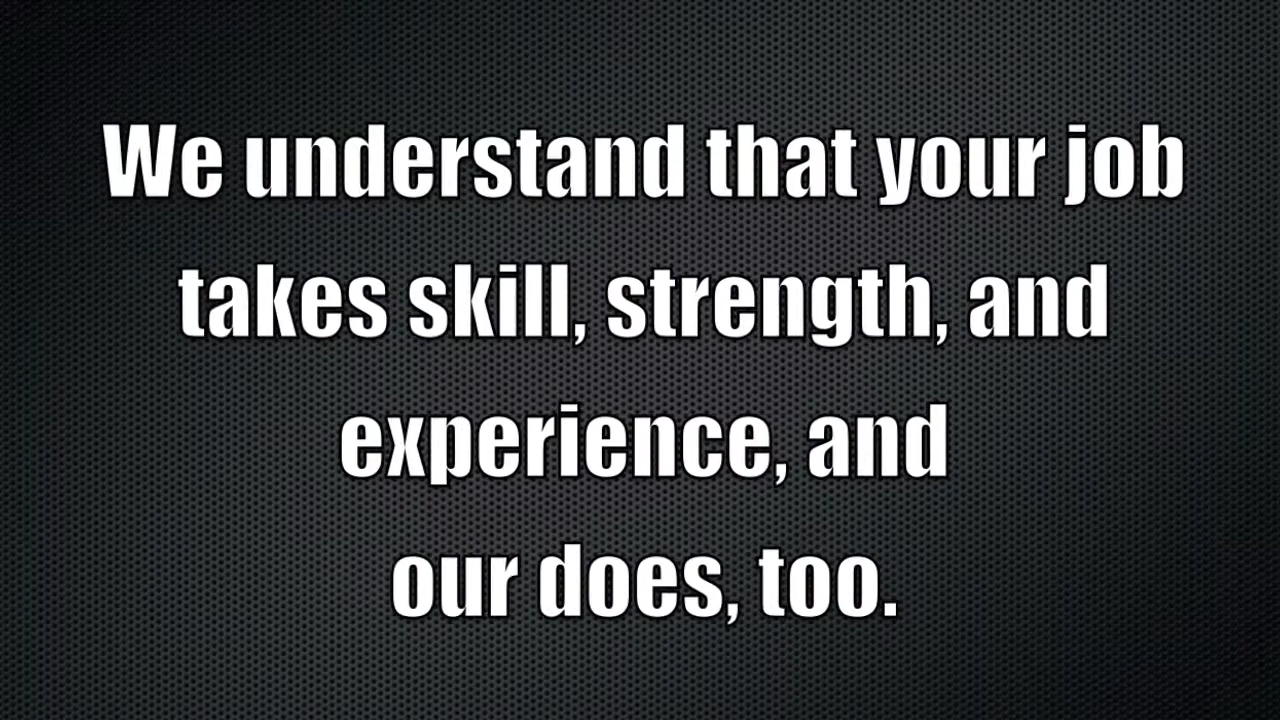 We understand that your job
takes skill, strength, and
experience, and
our does, too.